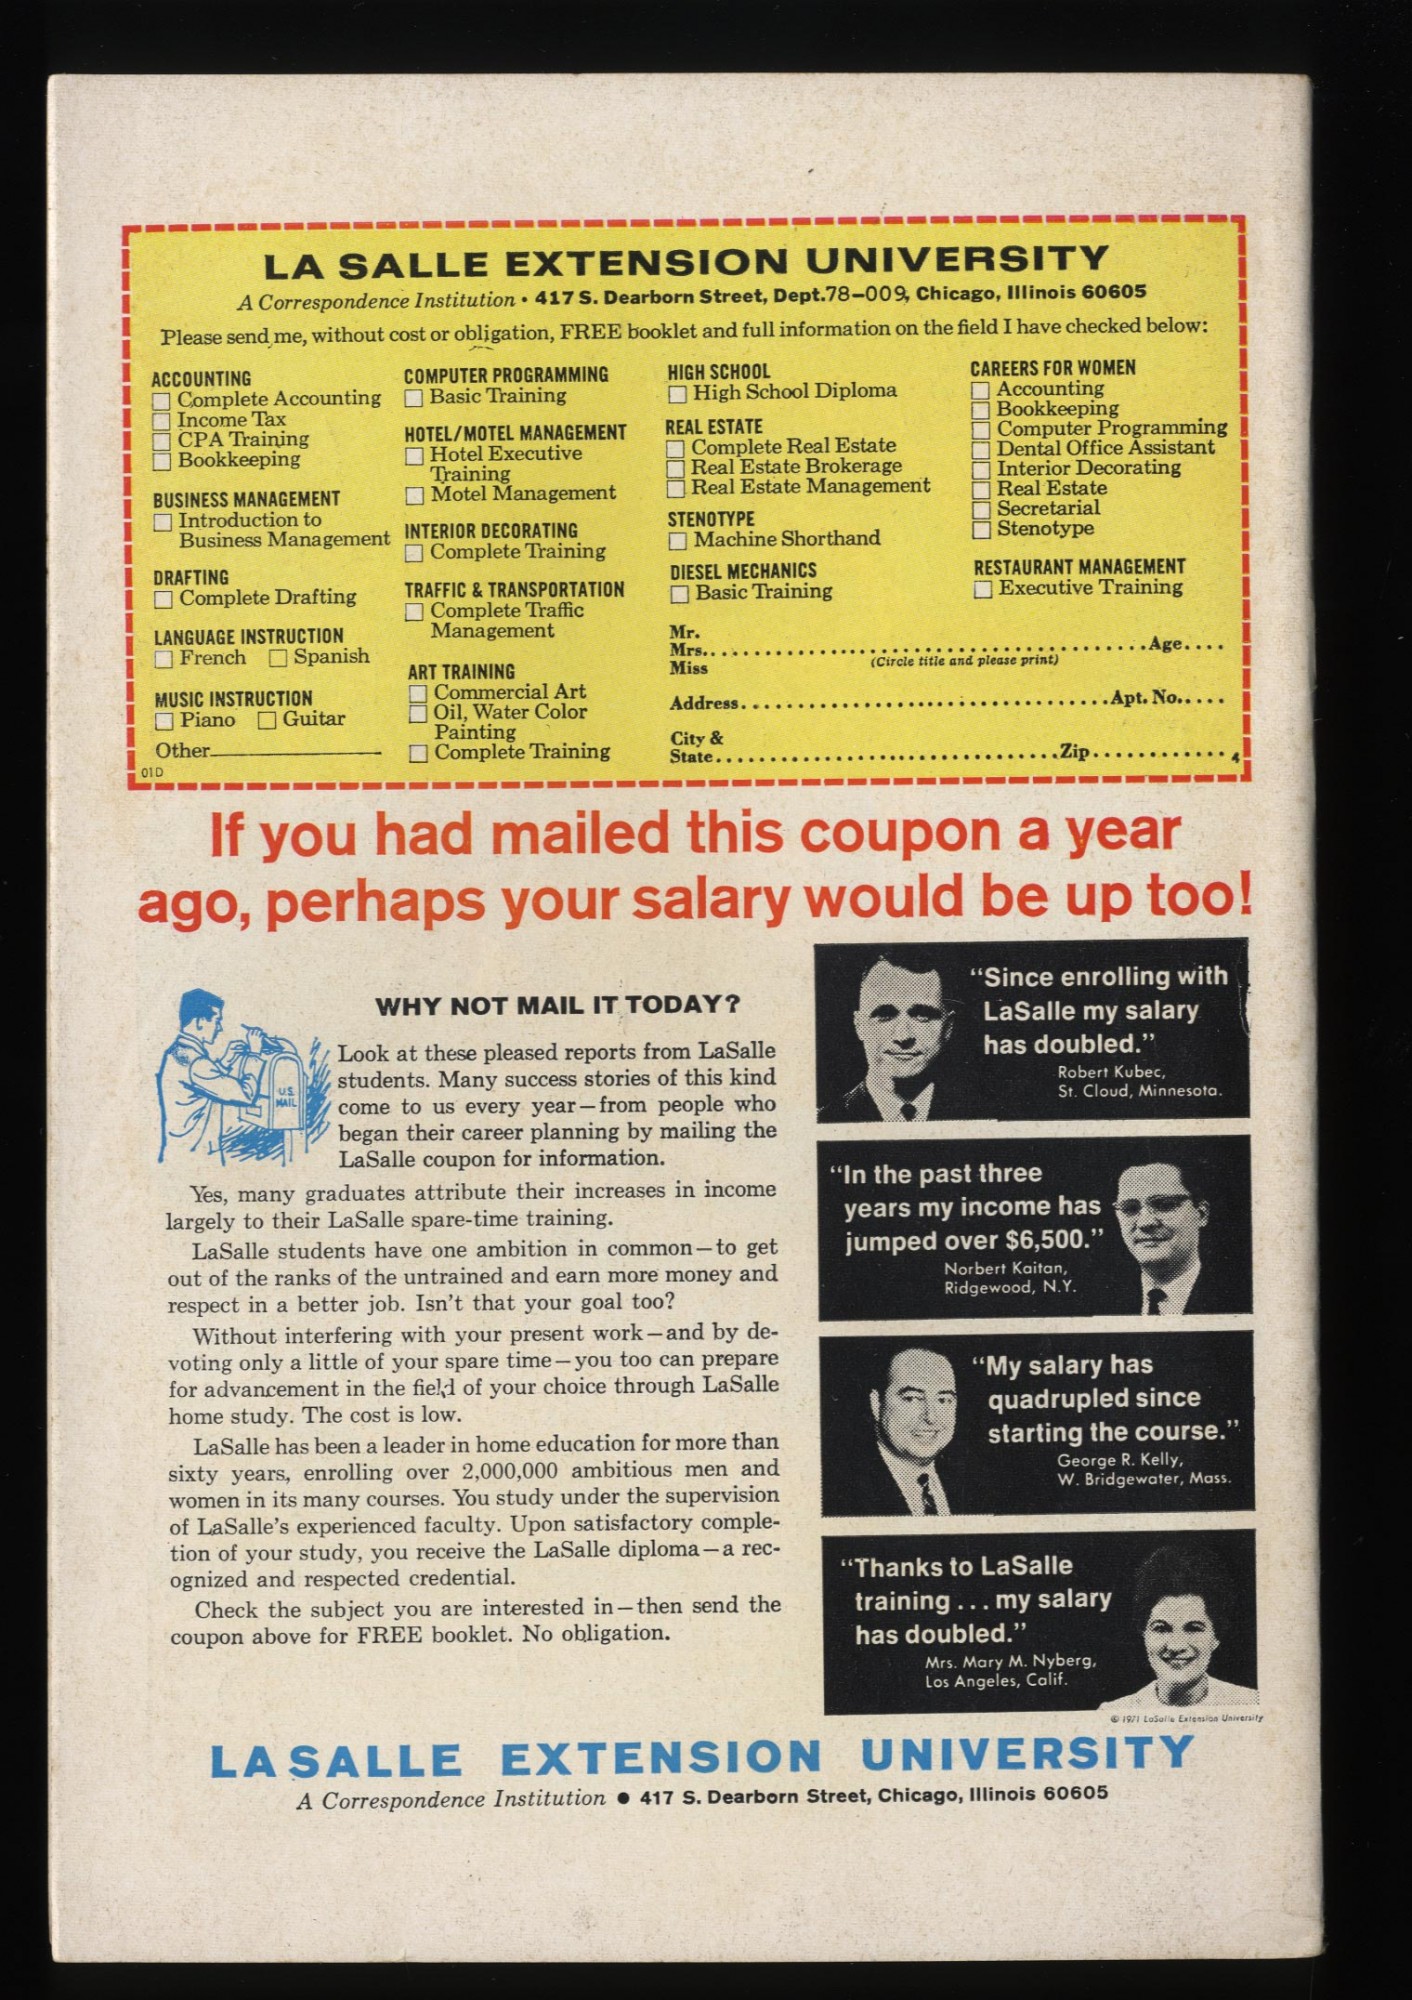 LA SALLE EXTENSION UNIVERSITY
A Correspondence Institution • 417 S. Dearborn Street, Dept.78-009, Chicago, Illinois 60605
Please send me, without cost or obligation, FREE booklet and full information on the field I have checked below:
ACCOUNTING
Complete Accounting
Income Tax
CPA Training
Bookkeeping
BUSINESS MANAGEMENT
Introduction to
Business Management
DRAFTING
Complete Drafting
LANGUAGE INSTRUCTION
French Spanish
MUSIC INSTRUCTION
Piano Guitar
Other
01D
COMPUTER PROGRAMMING
Basic Training
HOTEL/MOTEL MANAGEMENT
Hotel Executive
Training
Motel Management
INTERIOR DECORATING
Complete Training
TRAFFIC & TRANSPORTATION
Complete Traffic
Management
ART TRAINING
Commercial Art
Oil, Water Color
Painting
Complete Training
HIGH SCHOOL
High School Diploma
REAL ESTATE
Complete Real Estate
Real Estate Brokerage
Real Estate Management
STENOTYPE
Machine Shorthand
DIESEL MECHANICS
Basic Training
CAREERS FOR WOMEN
Accounting
Bookkeeping
Computer Programming
Dental Office Assistant
Interior Decorating
Real Estate
Secretarial
Stenotype
RESTAURANT MANAGEMENT
Executive Training
Mr.
Mrs. Age
Miss (Circle title and please print)
Address Apt. No.
City &
State Zip 4
If you had mailed this coupon a year
ago, perhaps your salary would be up too!
WHY NOT MAIL IT TODAY?
U.S.
MAIL
Look at these pleased reports from LaSalle
students. Many success stories of this kind
come to us every year—from people who
began their career planning by mailing the
LaSalle coupon for information.
Yes, many graduates attribute their increases in income
largely to their LaSalle spare-time training.
LaSalle students have one ambition in common—to get
out of the ranks of the untrained and earn more money and
respect in a better job. Isn't that your goal too?
Without interfering with your present work—and by de-
voting only a little of your spare time—you too can prepare
for advancement in the field of your choice through LaSalle
home study. The cost is low.
LaSalle has been a leader in home education for more than
sixty years, enrolling over 2,000,000 ambitious men and
women in its many courses. You study under the supervision
of LaSalle's experienced faculty. Upon satisfactory comple-
tion of your study, you receive the LaSalle diploma—a rec-
ognized and respected credential.
Check the subject you are interested in—then send the
coupon above for FREE booklet. No obligation.
"Since enrolling with
LaSalle my salary
has doubled."
Robert Kubec,
St. Cloud, Minnesota.
"In the past three
years my income has
jumped over $6,500."
Norbert Kaitan,
Ridgewood, N.Y.
"My salary has
quadrupled since
starting the course."
George R. Kelly,
W. Bridgewater, Mass.
"Thanks to LaSalle
training ... my salary
has doubled."
Mrs. Mary M. Nyberg,
Los Angeles, Calif.
© 1971 LaSalle Extension University
LA SALLE EXTENSION UNIVERSITY
A Correspondence Institution • 417 S. Dearborn Street, Chicago, Illinois 60605